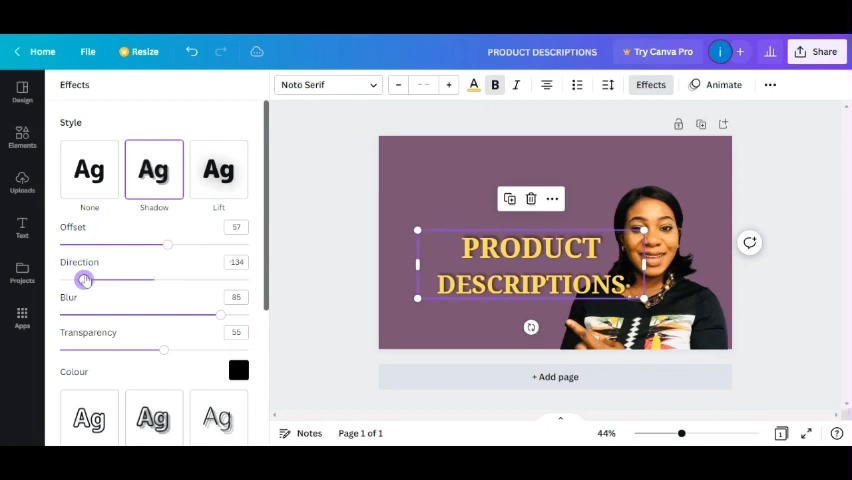 Home File Resize PRODUCT DESCRIPTIONS Try Canva Pro i + Share
Design
Elements
Uploads
Text
Projects
Apps
Effects
Style
Ag Ag Ag
None Shadow Lift
Offset 57
Direction -134
Blur 85
Transparency 55
Colour
Ag Ag Ag
Noto Serif − -- + A B I Effects Animate
PRODUCT
DESCRIPTIONS:
+ Add page
Notes Page 1 of 1 44% 1